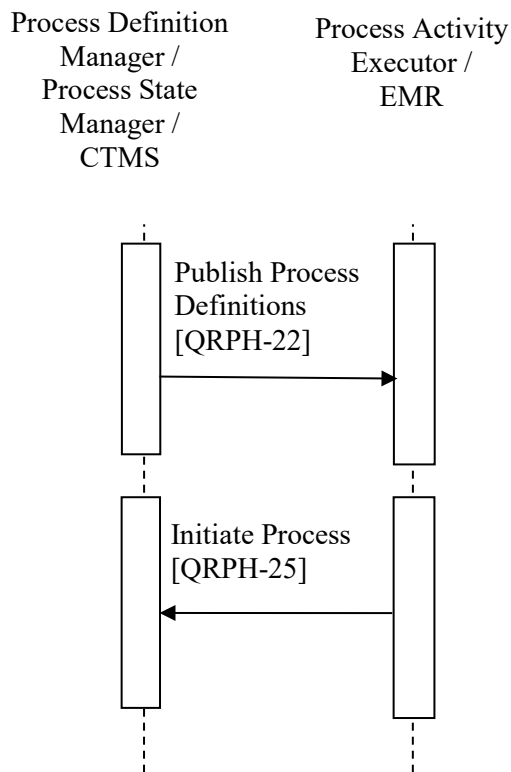 Process Definition
Manager /
Process State
Manager /
CTMS
Process Activity
Executor /
EMR
Publish Process
Definitions
[QRPH-22]
Initiate Process
[QRPH-25]